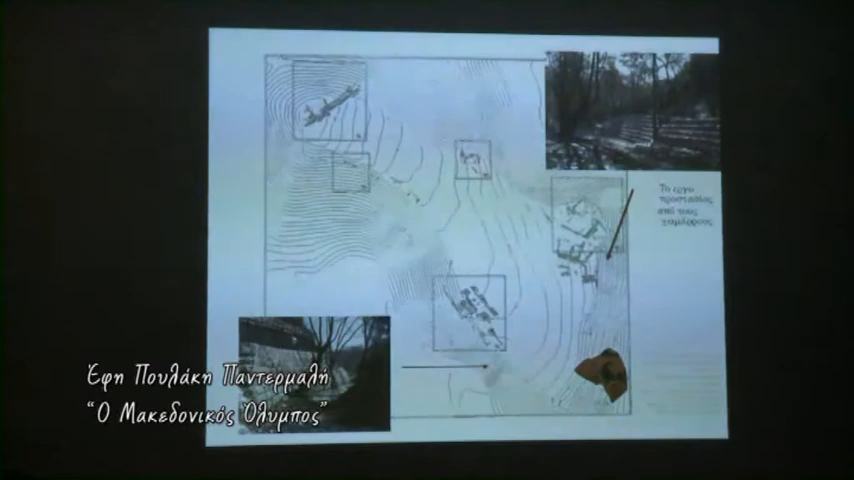 Το έργο
προστασίας
από τους
χειμάρρους
Έφη Πουλάκη Παντερμαλή
“Ο Μακεδονικός Όλυμπος”